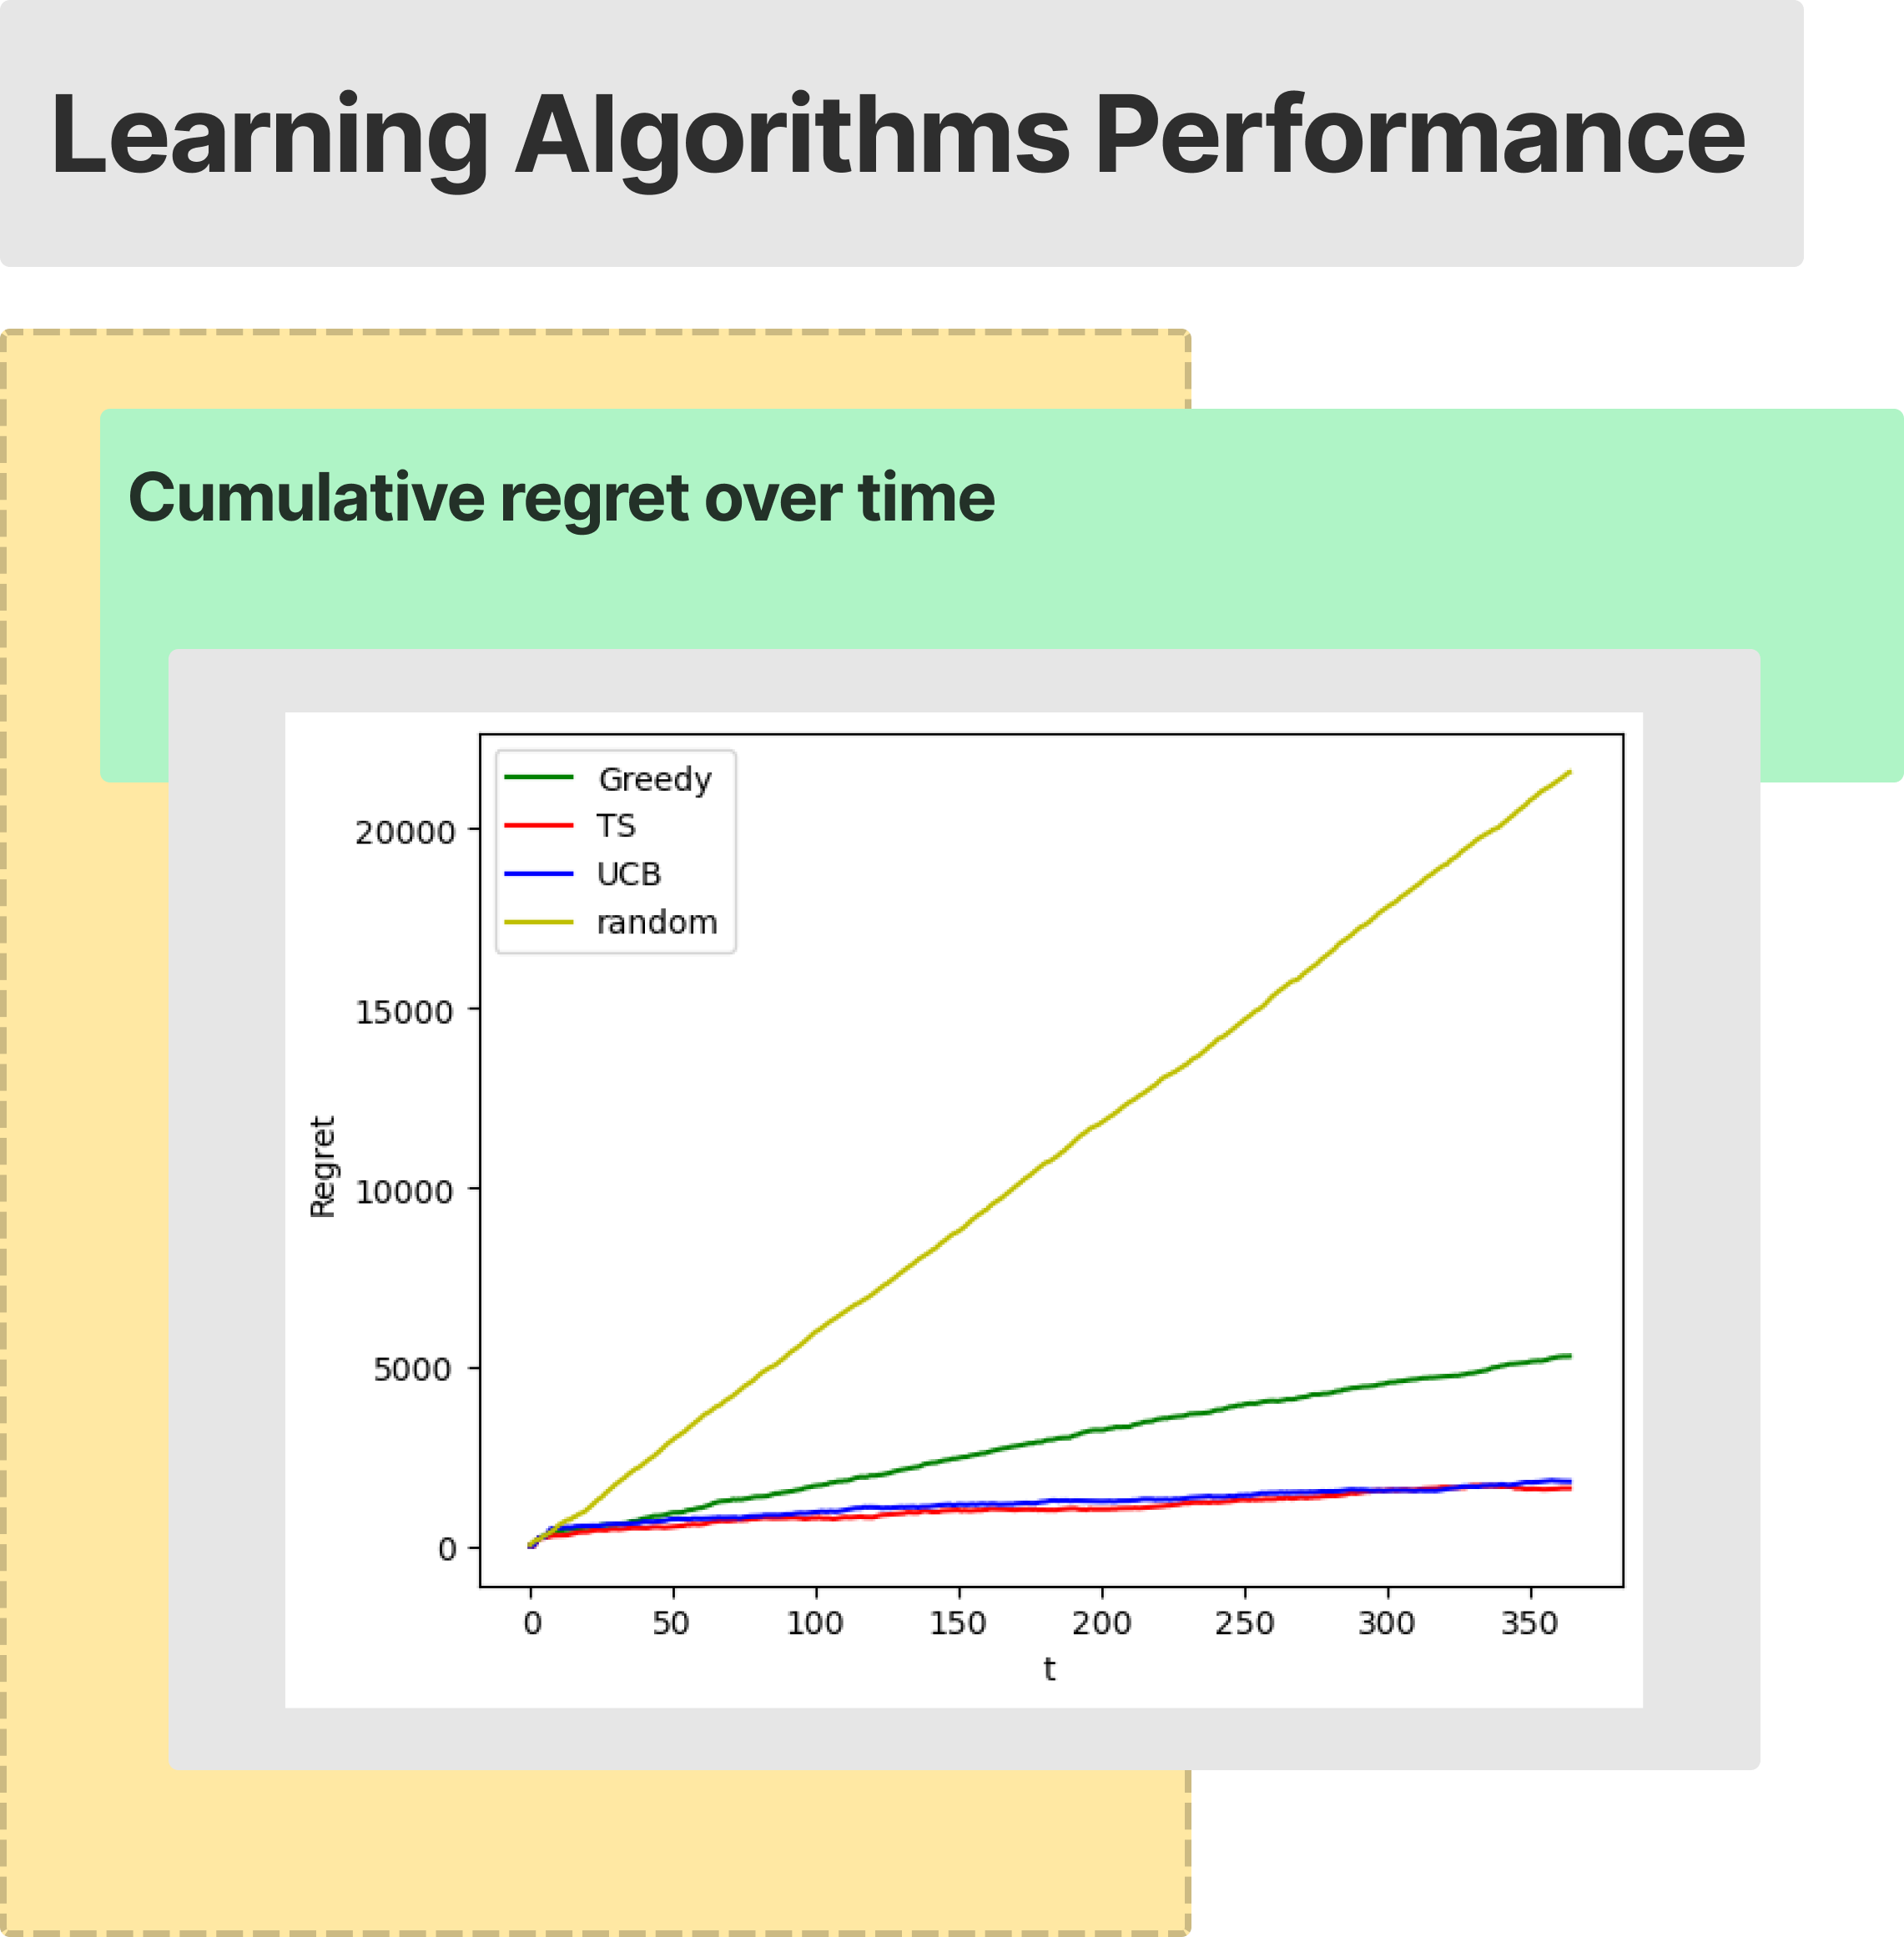 Learning Algorithms Performance
Cumulative regret over time
Greedy
TS
UCB
random
20000
15000
10000
5000
0
Regret
0 50 100 150 200 250 300 350
t